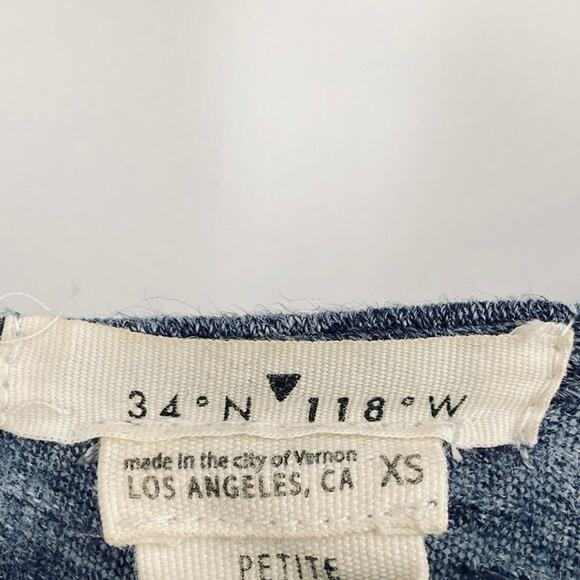 34°N 118°W
made in the city of Vernon
LOS ANGELES, CA XS
PETITE